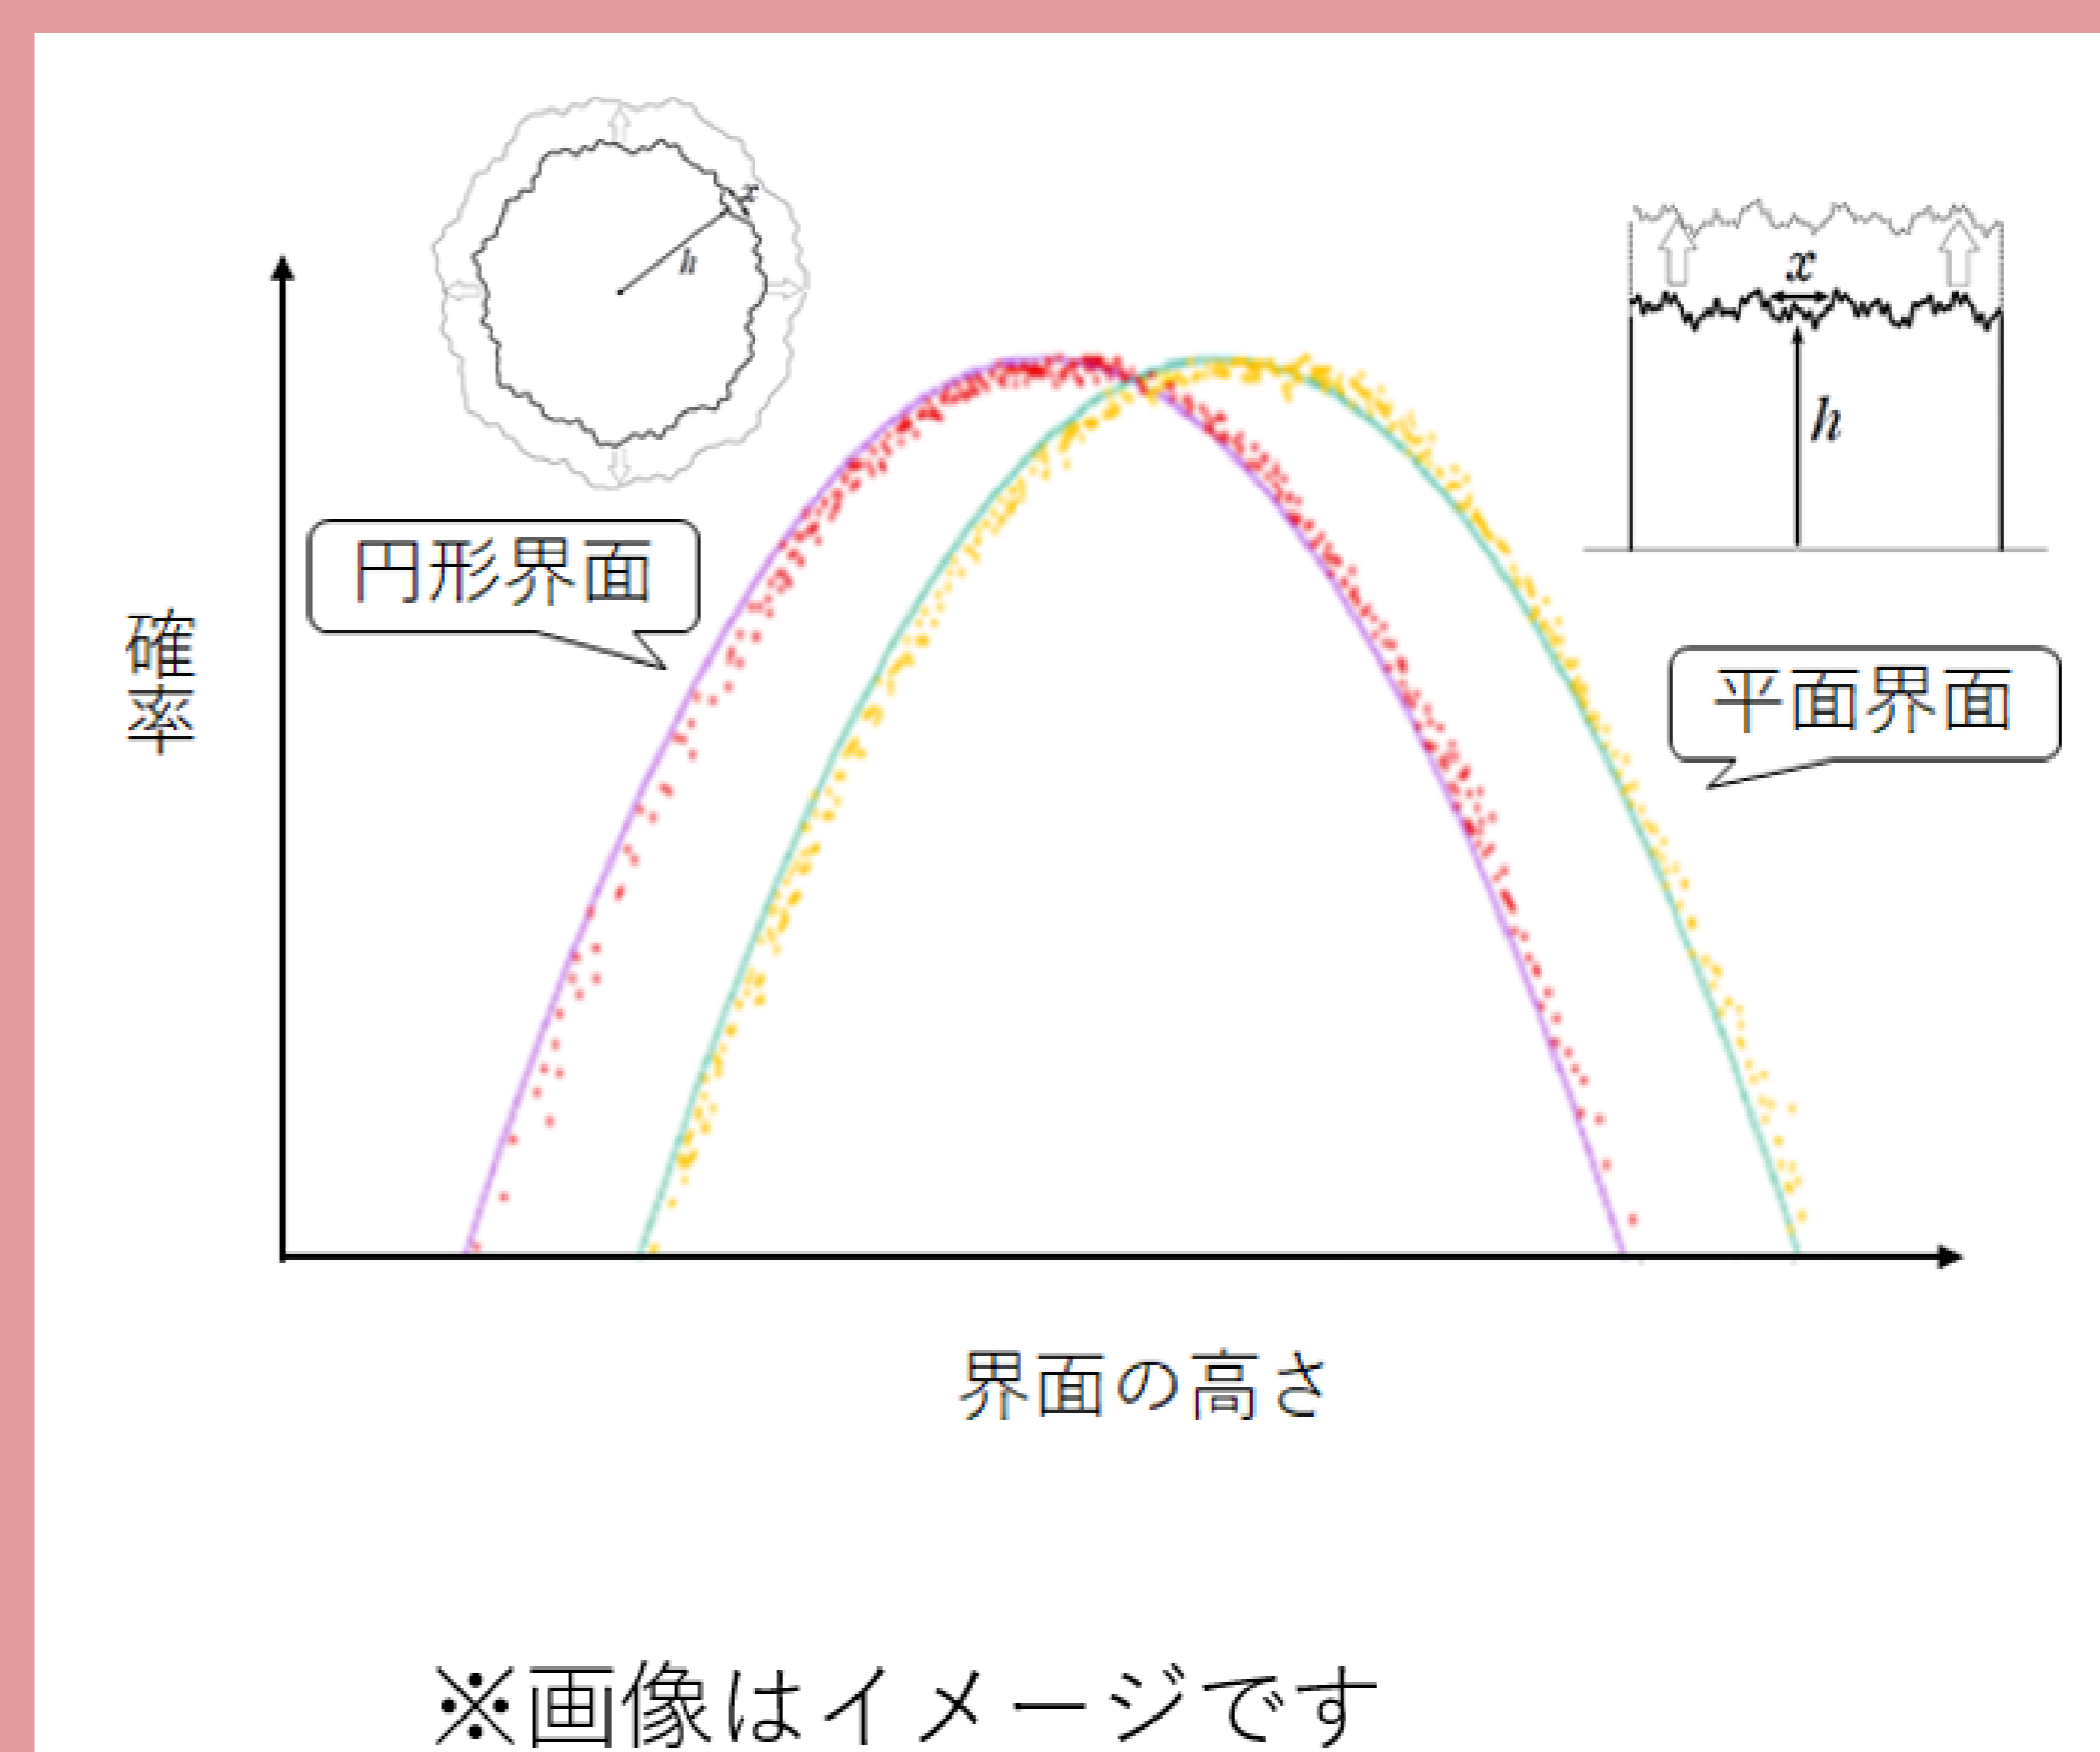 x
h
円形界面
x
h
平面界面
確率
界面の高さ
※画像はイメージです